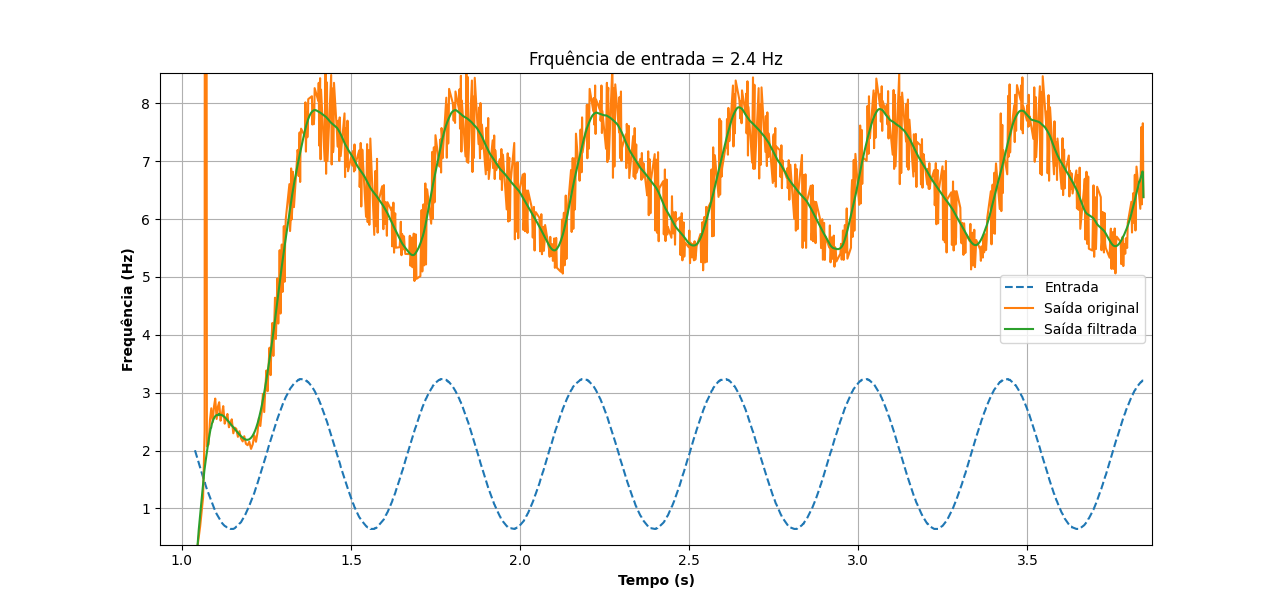 Frquência de entrada = 2.4 Hz
Frequência (Hz)
8
7
6
5
4
3
2
1
Entrada
Saída original
Saída filtrada
1.0 1.5 2.0 2.5 3.0 3.5
Tempo (s)